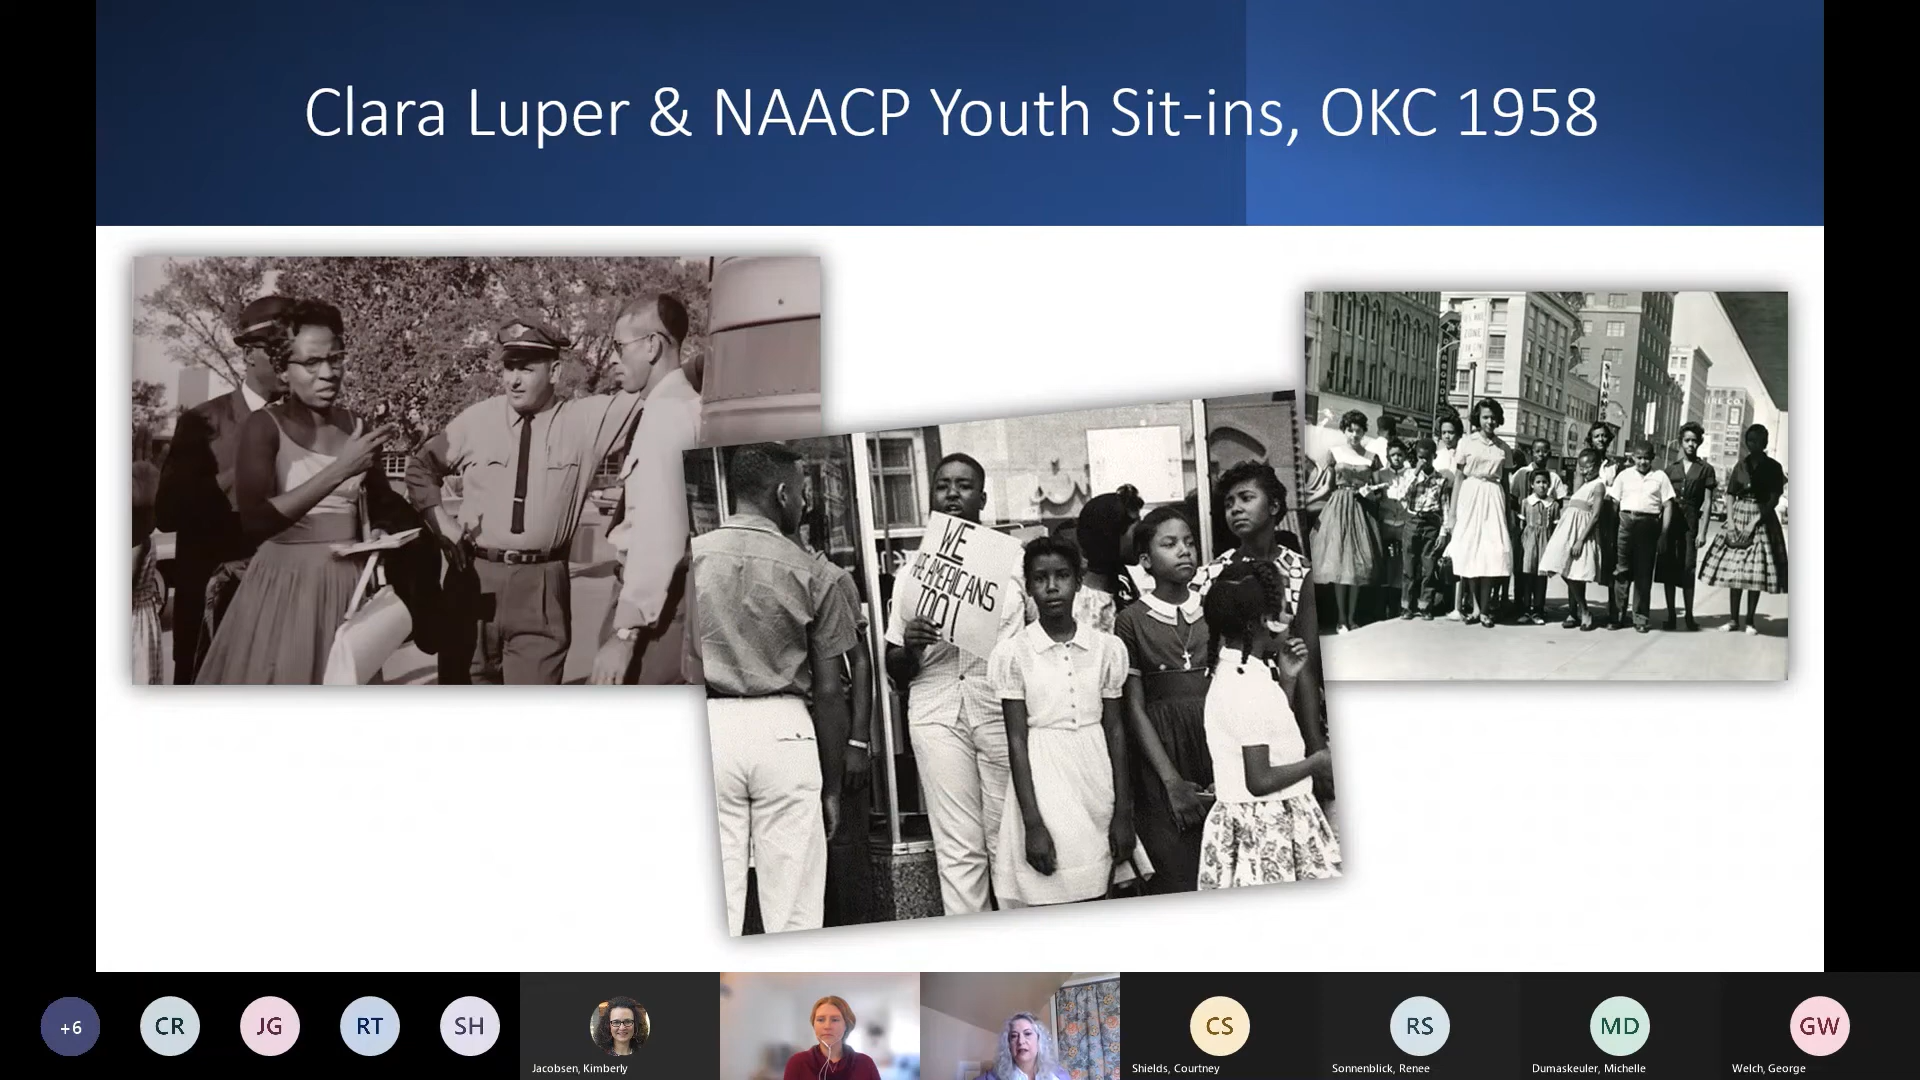 Clara Luper & NAACP Youth Sit-ins, OKC 1958
WE
ARE AMERICANS
TOO!
+6
CR
JG
RT
SH
CS
RS
MD
GW
Jacobsen, Kimberly
Shields, Courtney
Sonnenblick, Renee
Dumaskeuler, Michelle
Welch, George